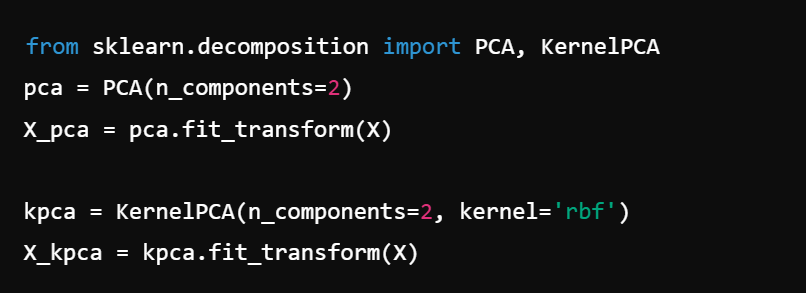 from sklearn.decomposition import PCA, KernelPCA
pca = PCA(n_components=2)
X_pca = pca.fit_transform(X)
kpca = KernelPCA(n_components=2, kernel='rbf')
X_kpca = kpca.fit_transform(X)